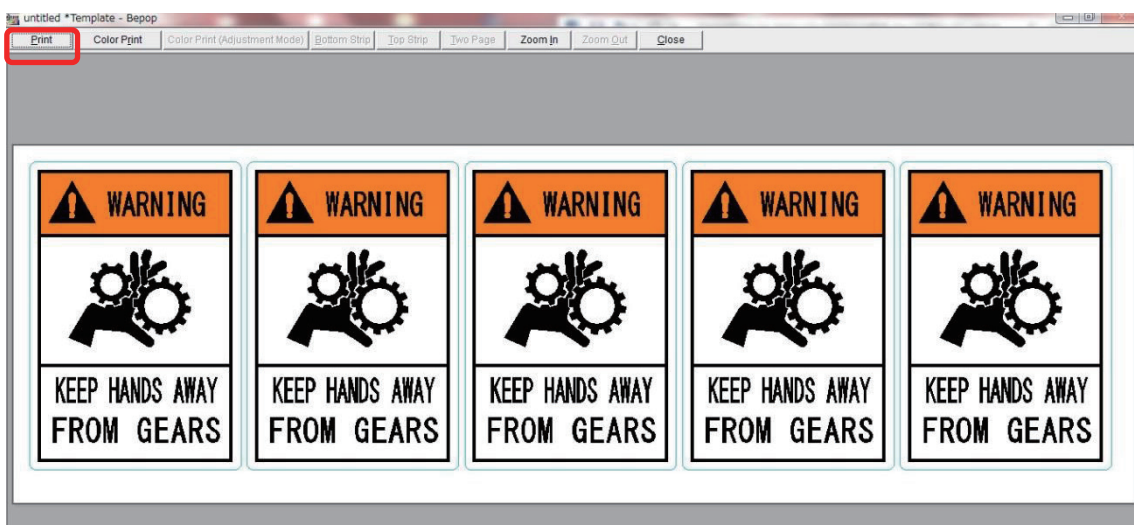 untitled *Template - Bepop
Print Color Print Color Print (Adjustment Mode) Bottom Strip Top Strip Two Page Zoom In Zoom Out Close
WARNING WARNING WARNING WARNING WARNING
KEEP HANDS AWAY KEEP HANDS AWAY KEEP HANDS AWAY KEEP HANDS AWAY KEEP HANDS AWAY
FROM GEARS FROM GEARS FROM GEARS FROM GEARS FROM GEARS